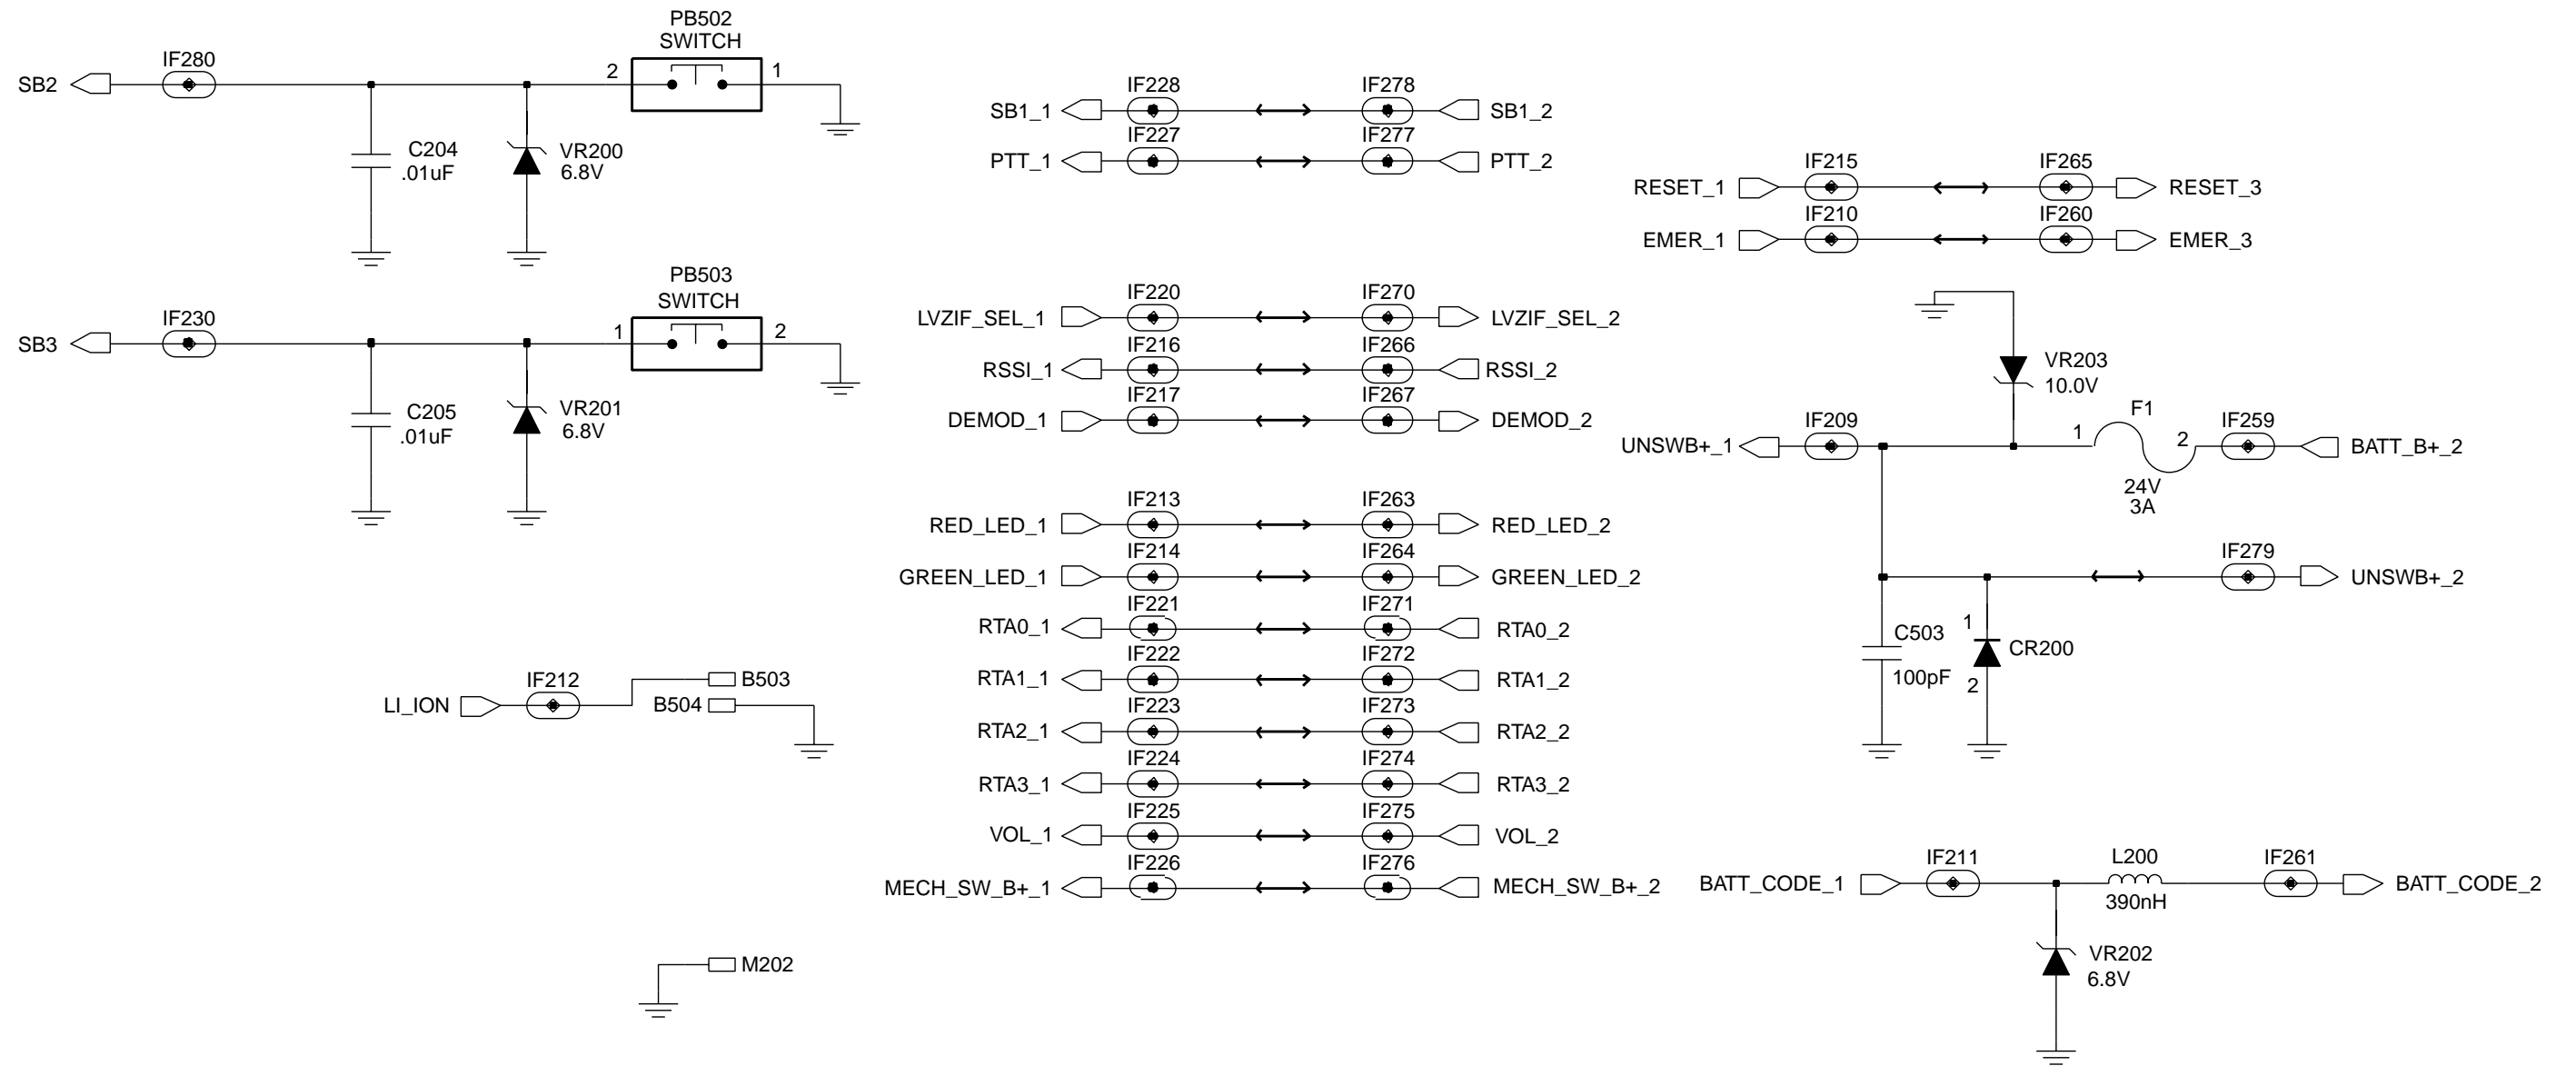 PB502
SWITCH
IF280
SB2
2
1
C204
.01uF
VR200
6.8V
PB503
SWITCH
IF230
SB3
1
2
C205
.01uF
VR201
6.8V
IF212
LI_ION
B503
B504
M202
IF228
IF278
SB1_1
SB1_2
IF227
IF277
PTT_1
PTT_2
IF220
IF270
LVZIF_SEL_1
LVZIF_SEL_2
IF216
IF266
RSSI_1
RSSI_2
IF217
IF267
DEMOD_1
DEMOD_2
IF213
IF263
RED_LED_1
RED_LED_2
IF214
IF264
GREEN_LED_1
GREEN_LED_2
IF221
IF271
RTA0_1
RTA0_2
IF222
IF272
RTA1_1
RTA1_2
IF223
IF273
RTA2_1
RTA2_2
IF224
IF274
RTA3_1
RTA3_2
IF225
IF275
VOL_1
VOL_2
IF226
IF276
MECH_SW_B+_1
MECH_SW_B+_2
IF215
IF265
RESET_1
RESET_3
IF210
IF260
EMER_1
EMER_3
VR203
10.0V
F1
IF209
1
2
IF259
UNSWB+_1
BATT_B+_2
24V
3A
IF279
UNSWB+_2
1
C503
CR200
100pF
2
IF211
L200
IF261
BATT_CODE_1
BATT_CODE_2
390nH
VR202
6.8V